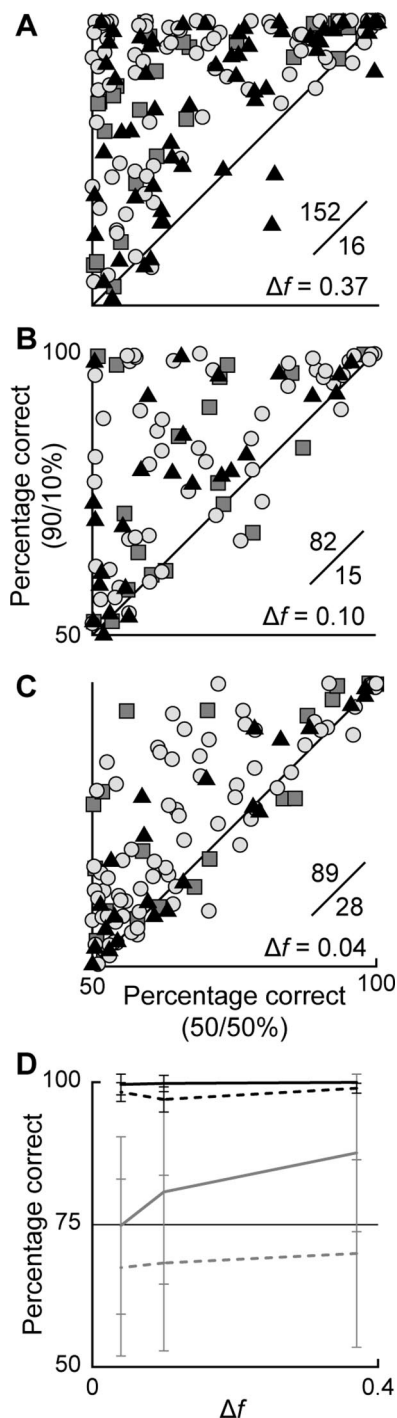 A
152
16
Δf = 0.37
B
100
Percentage correct
(90/10%)
82
15
Δf = 0.10
50
C
89
28
Δf = 0.04
50
100
Percentage correct
(50/50%)
D
100
Percentage correct
75
50
0
0.4
Δf